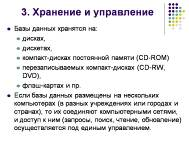 3. Хранение и управление
Базы данных хранятся на:
дисках,
дискетах,
компакт-дисках постоянной памяти (CD-ROM)
перезаписываемых компакт-дисках (CD-RW,
DVD),
флэш-картах и пр.
Если базы данных размещены на нескольких
компьютерах (в разных учреждениях или городах и
странах), то их соединяют компьютерными сетями,
и доступ к ним (запросы, поиск, чтение, обновление)
осуществляется под единым управлением.